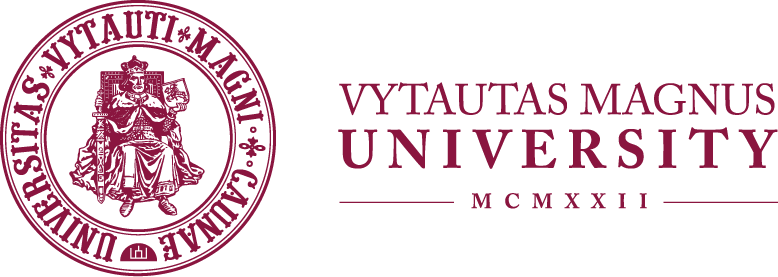 UNIVERSITAS VYTAUTI MAGNI CAUNAE
VYTAUTAS MAGNUS
UNIVERSITY
MCMXXII